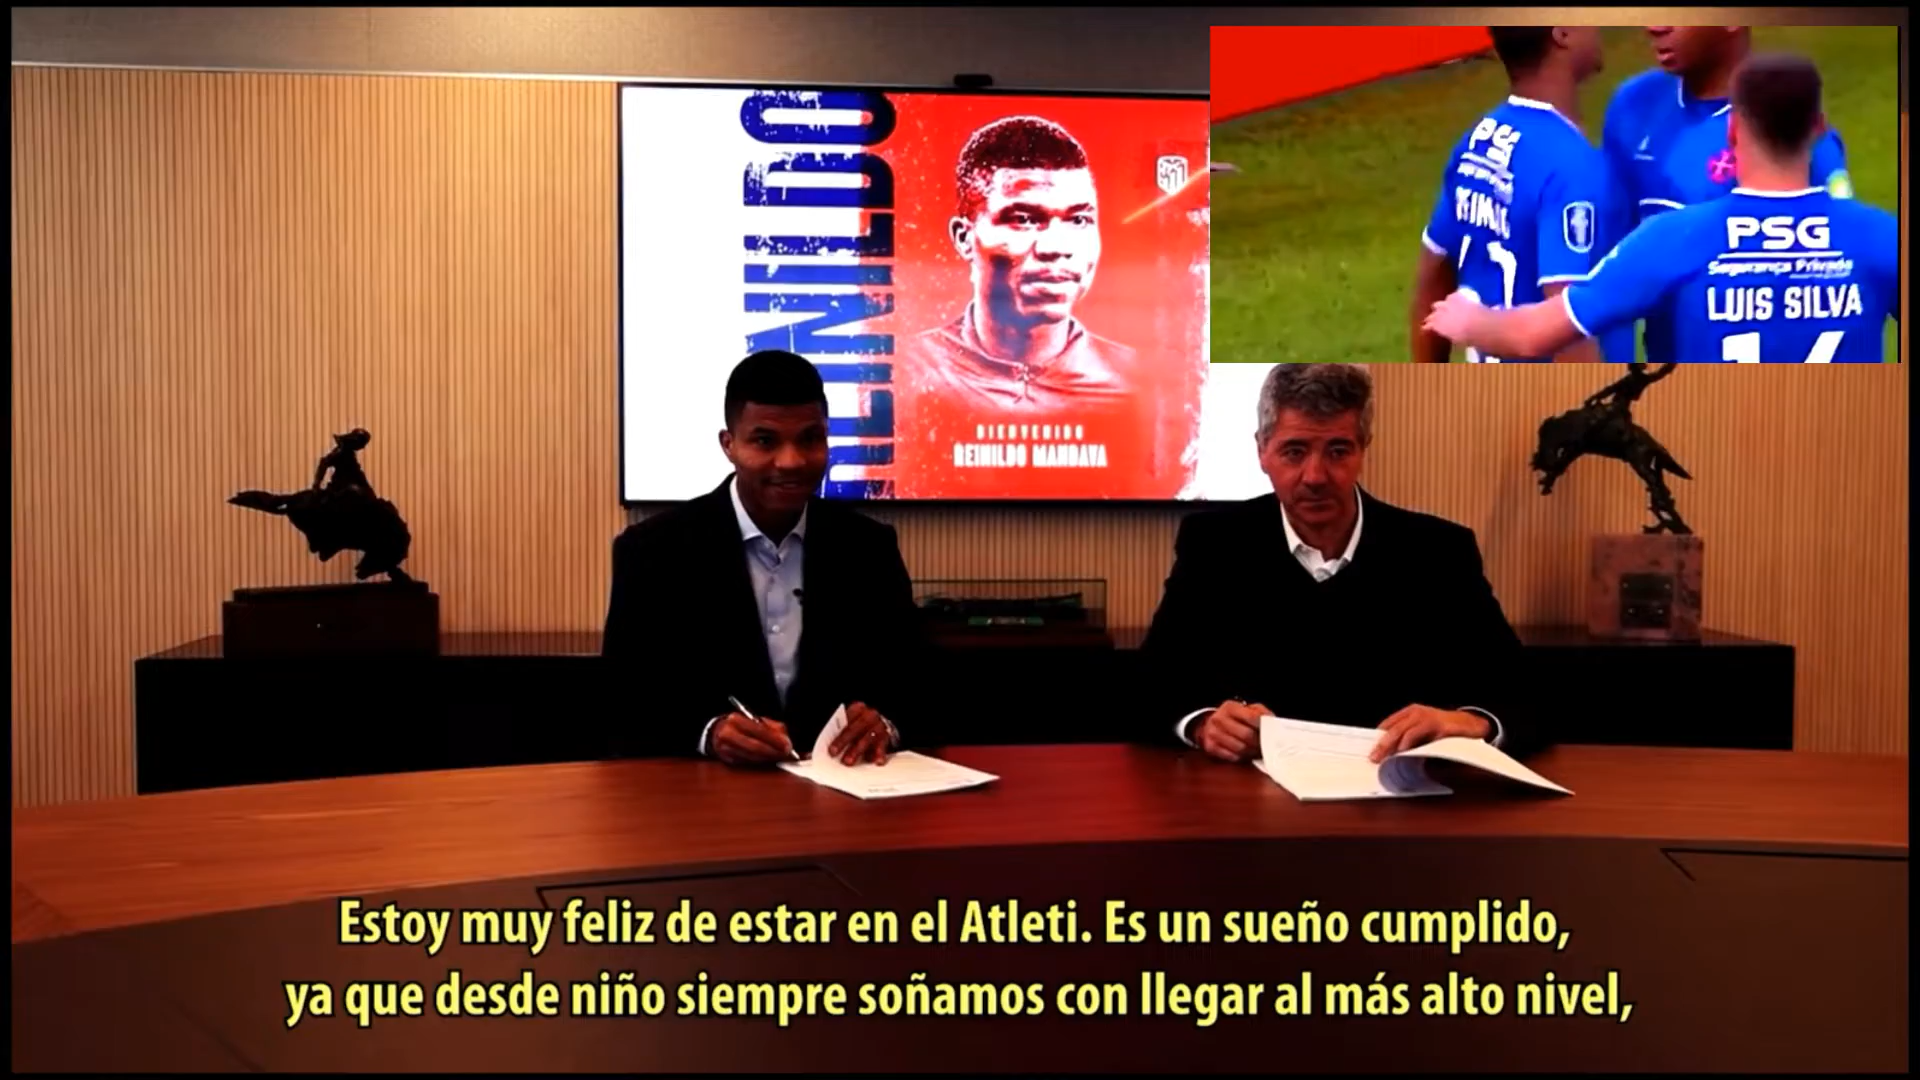 REINILDO
BIENVENIDO
REINILDO MANDAVA
PSG
PSG
Segurança Privada
LUIS SILVA
14
Estoy muy feliz de estar en el Atleti. Es un sueño cumplido,
ya que desde niño siempre soñamos con llegar al más alto nivel,